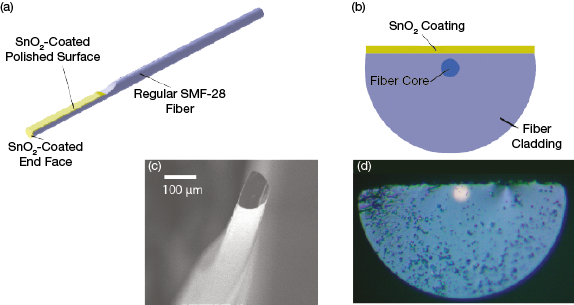 (a)
SnO2-Coated
Polished Surface
Regular SMF-28
Fiber
SnO2-Coated
End Face
(b)
SnO2 Coating
Fiber Core
Fiber
Cladding
(c)
100 μm
(d)